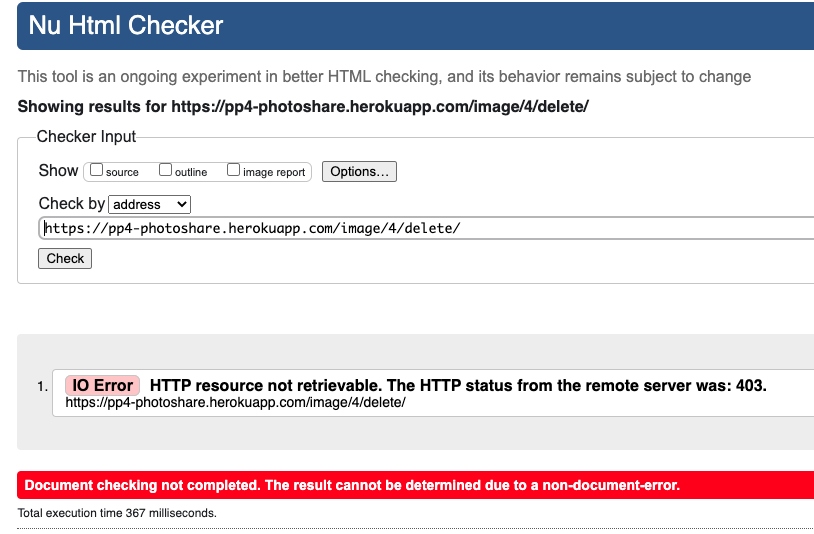 Nu Html Checker
This tool is an ongoing experiment in better HTML checking, and its behavior remains subject to change
Showing results for https://pp4-photoshare.herokuapp.com/image/4/delete/
Checker Input
Show source outline image report Options...
Check by address
https://pp4-photoshare.herokuapp.com/image/4/delete/
Check
1. IO Error HTTP resource not retrievable. The HTTP status from the remote server was: 403.
https://pp4-photoshare.herokuapp.com/image/4/delete/
Document checking not completed. The result cannot be determined due to a non-document-error.
Total execution time 367 milliseconds.